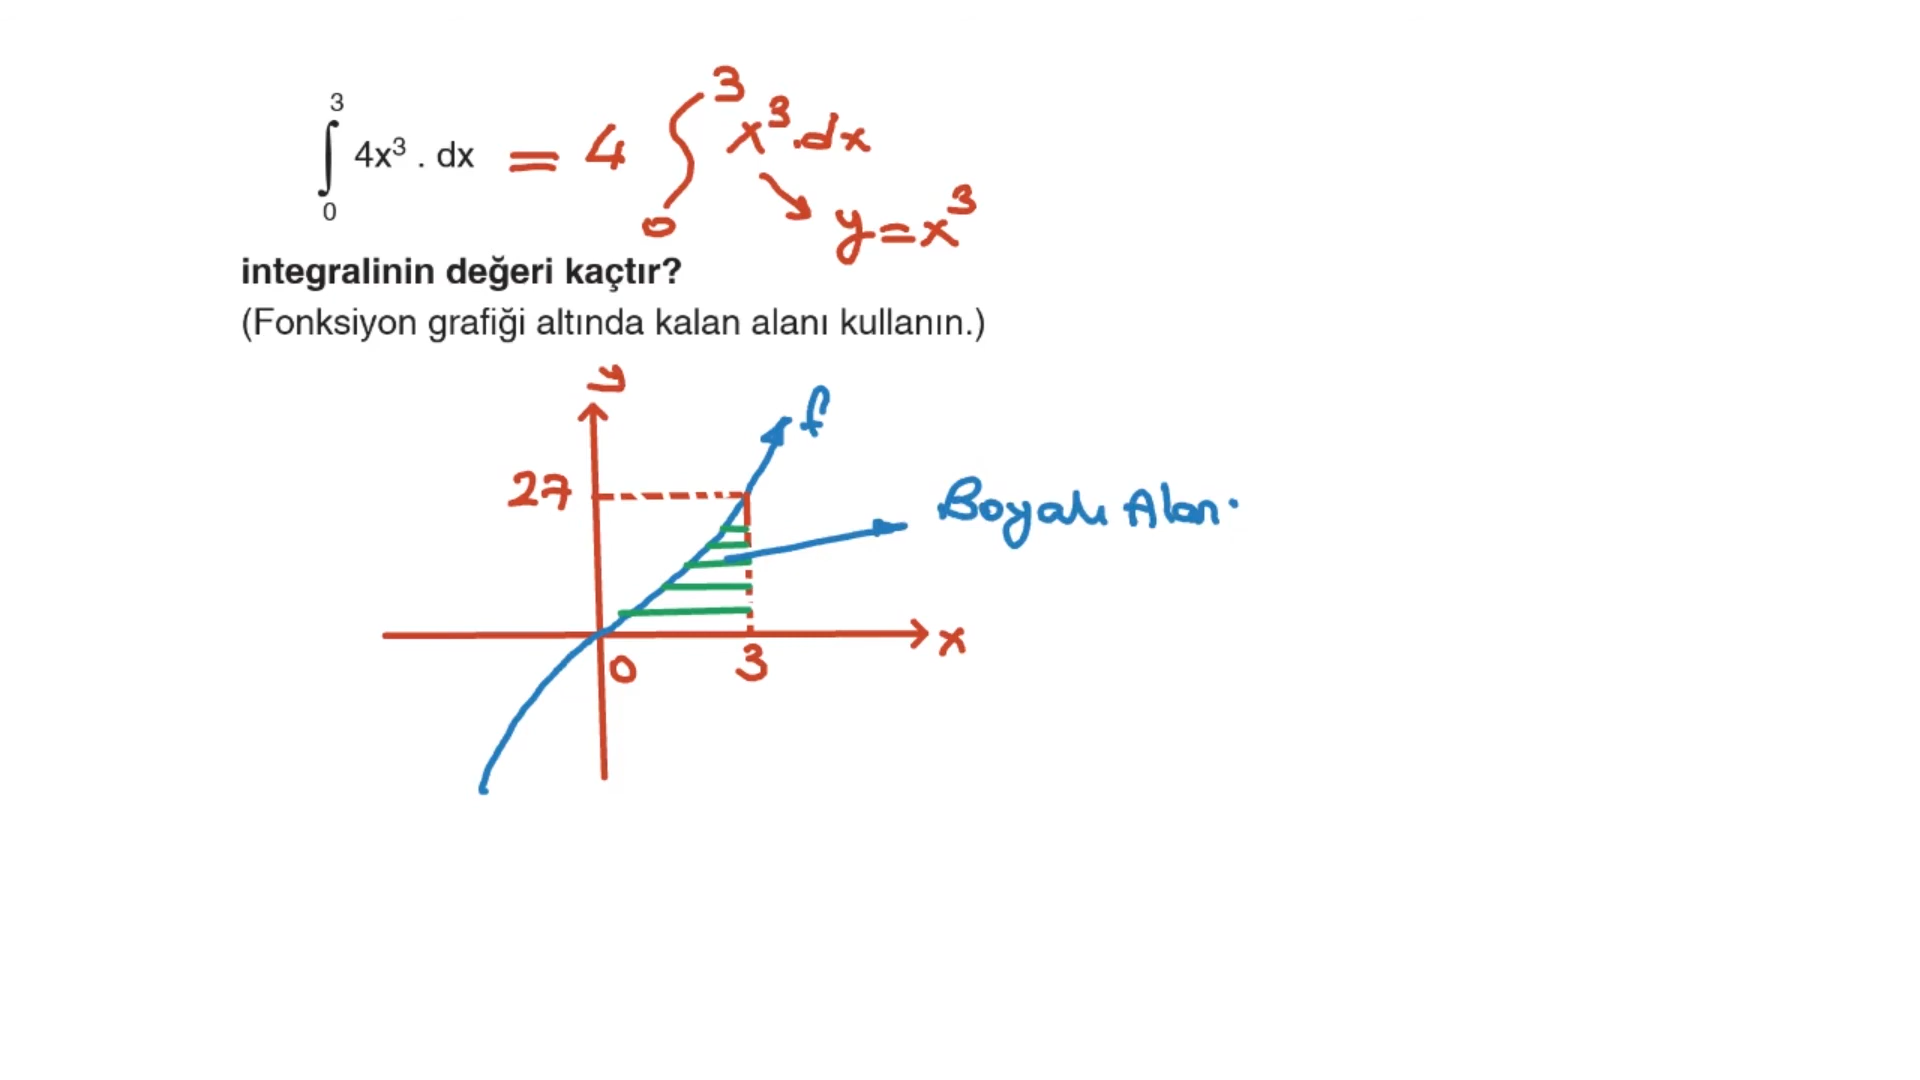 3
∫ 4x³ . dx = 4 ∫ x³.dx
0
3
0
y=x³
integralinin değeri kaçtır?
(Fonksiyon grafiği altında kalan alanı kullanın.)
y
f
27
Boyalı Alan.
x
0
3